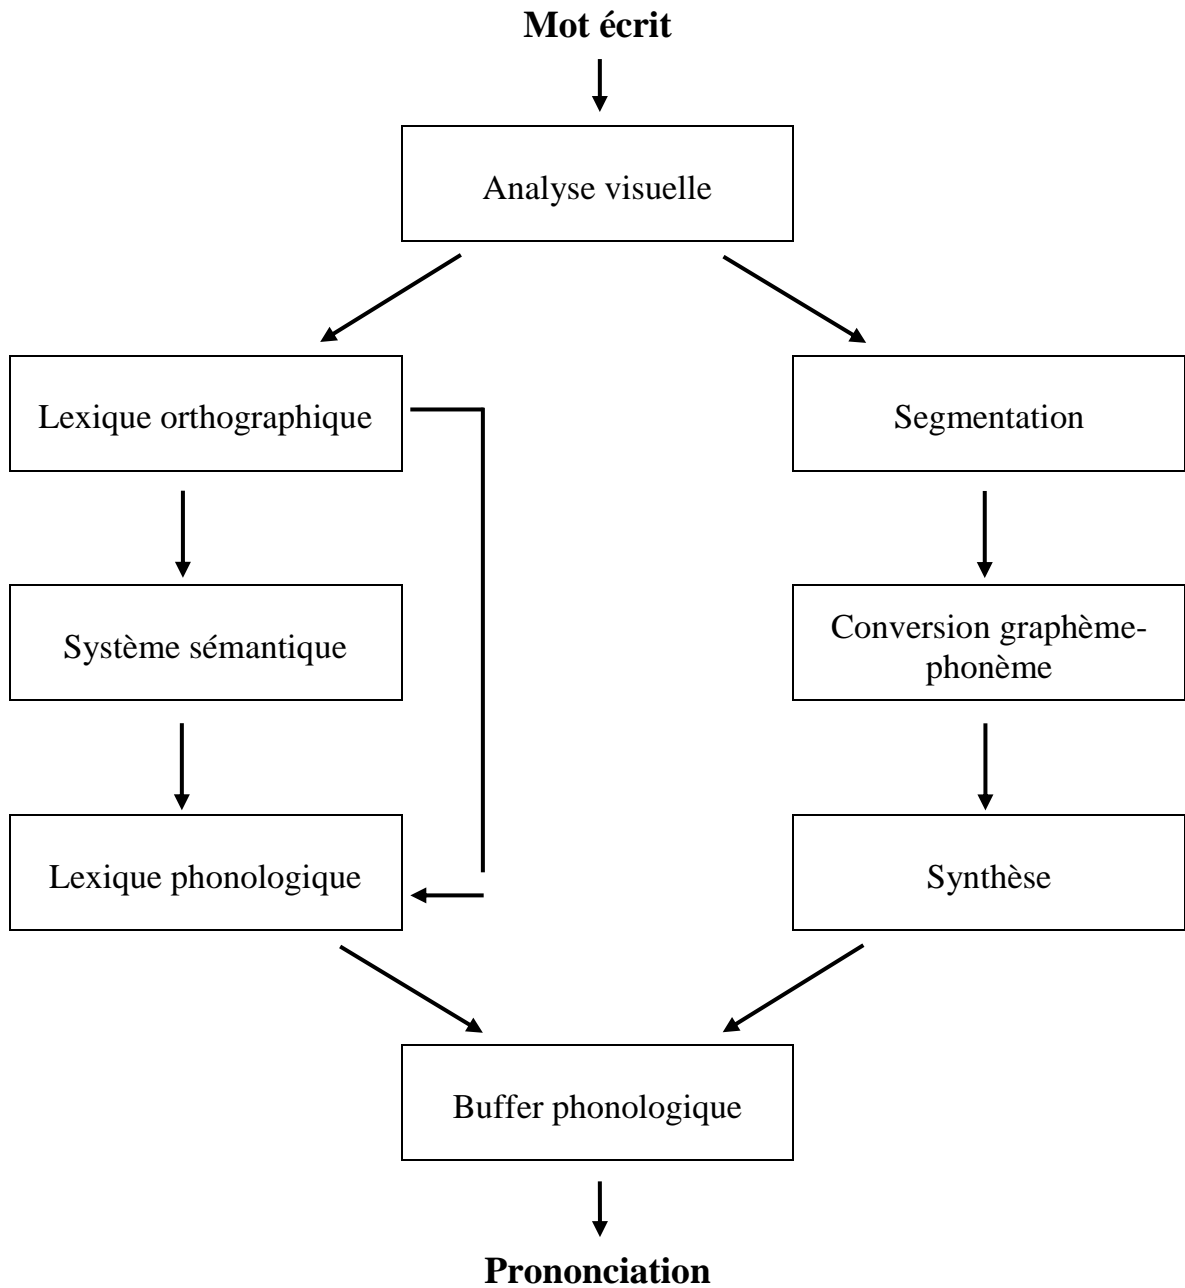 Mot écrit
Analyse visuelle
Lexique orthographique
Segmentation
Système sémantique
Conversion graphème-
phonème
Lexique phonologique
Synthèse
Buffer phonologique
Prononciation